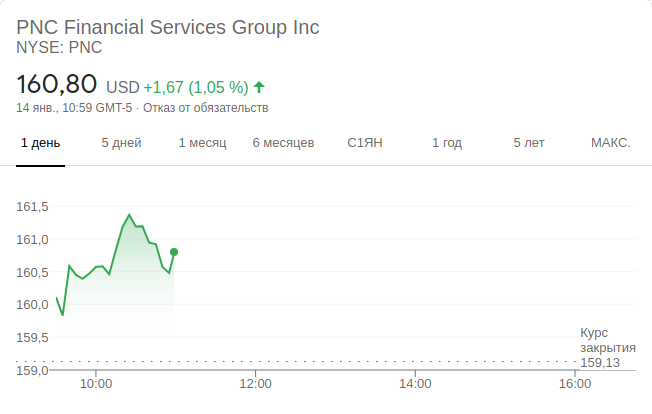 PNC Financial Services Group Inc
NYSE: PNC
160,80 USD +1,67 (1,05 %)
14 янв., 10:59 GMT-5 · Отказ от обязательств
1 день 5 дней 1 месяц 6 месяцев С1ЯН 1 год 5 лет МАКС.
161,5
161,0
160,5
160,0
159,5
Курс
закрытия
159,13
159,0
10:00 12:00 14:00 16:00